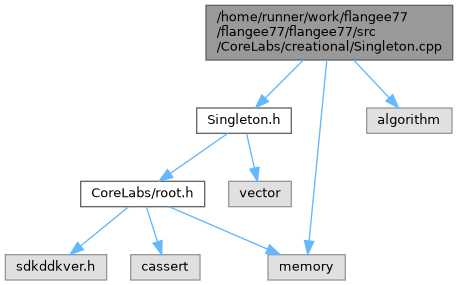 /home/runner/work/flangee77
/flangee77/flangee77/src
/CoreLabs/creational/Singleton.cpp
Singleton.h
algorithm
CoreLabs/root.h
vector
sdkddkver.h
cassert
memory